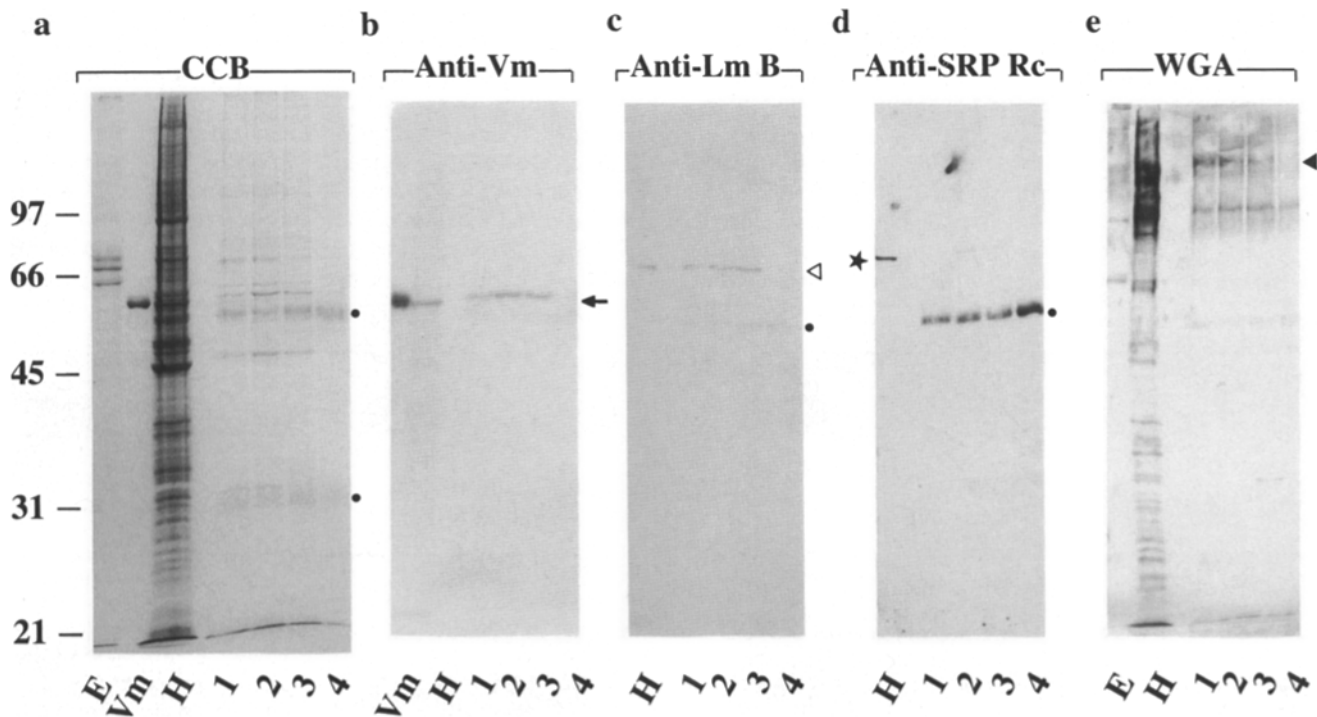 a b c d e
CCB Anti-Vm Anti-Lm B Anti-SRP Rc WGA
97
66
45
31
21
E Vm H 1 2 3 4 Vm H 1 2 3 4 H 1 2 3 4 H 1 2 3 4 E H 1 2 3 4